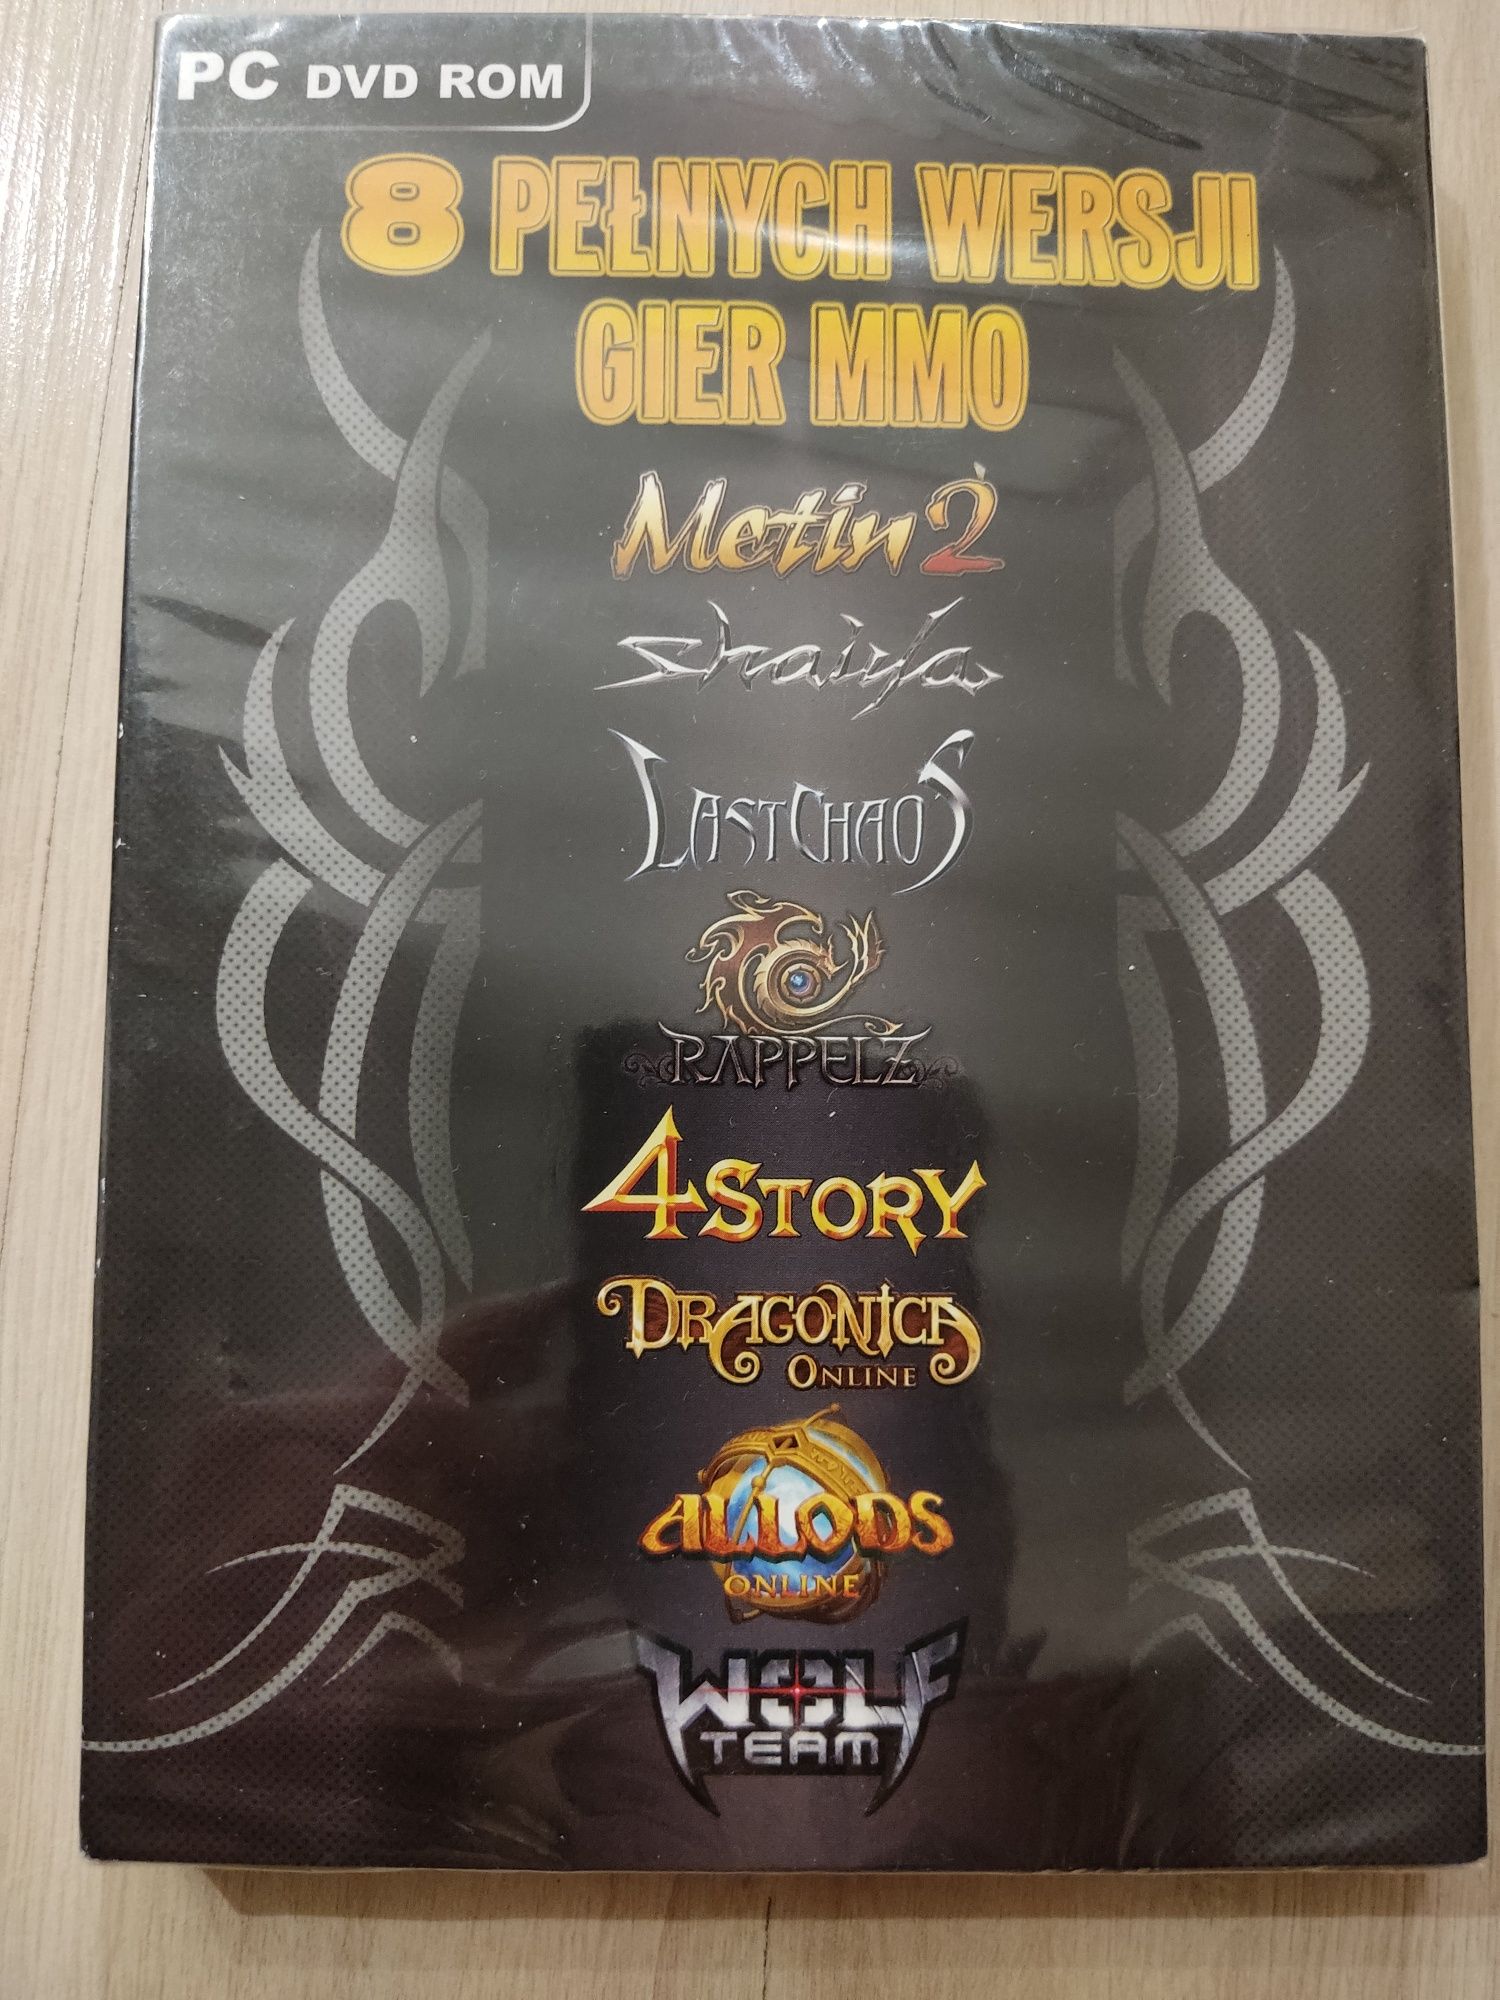 PC DVD ROM
8 PEŁNYCH WERSJI
GIER MMO
Metin2
Shaiya
LASTCHAOS
RAPPELZ
4STORY
DRAGONICA
ONLINE
ALLODS
ONLINE
WOLF
TEAM